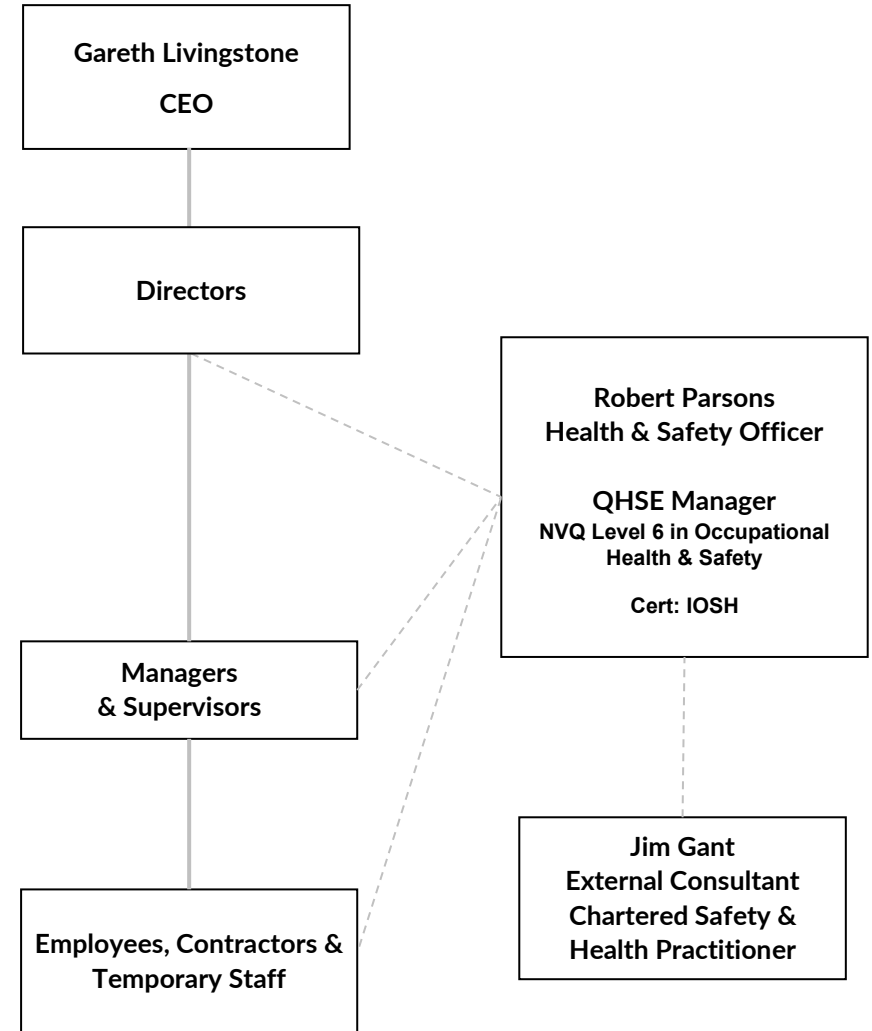 Gareth Livingstone
CEO
Directors
Robert Parsons
Health & Safety Officer
QHSE Manager
NVQ Level 6 in Occupational
Health & Safety
Cert: IOSH
Managers
& Supervisors
Jim Gant
External Consultant
Chartered Safety &
Health Practitioner
Employees, Contractors &
Temporary Staff